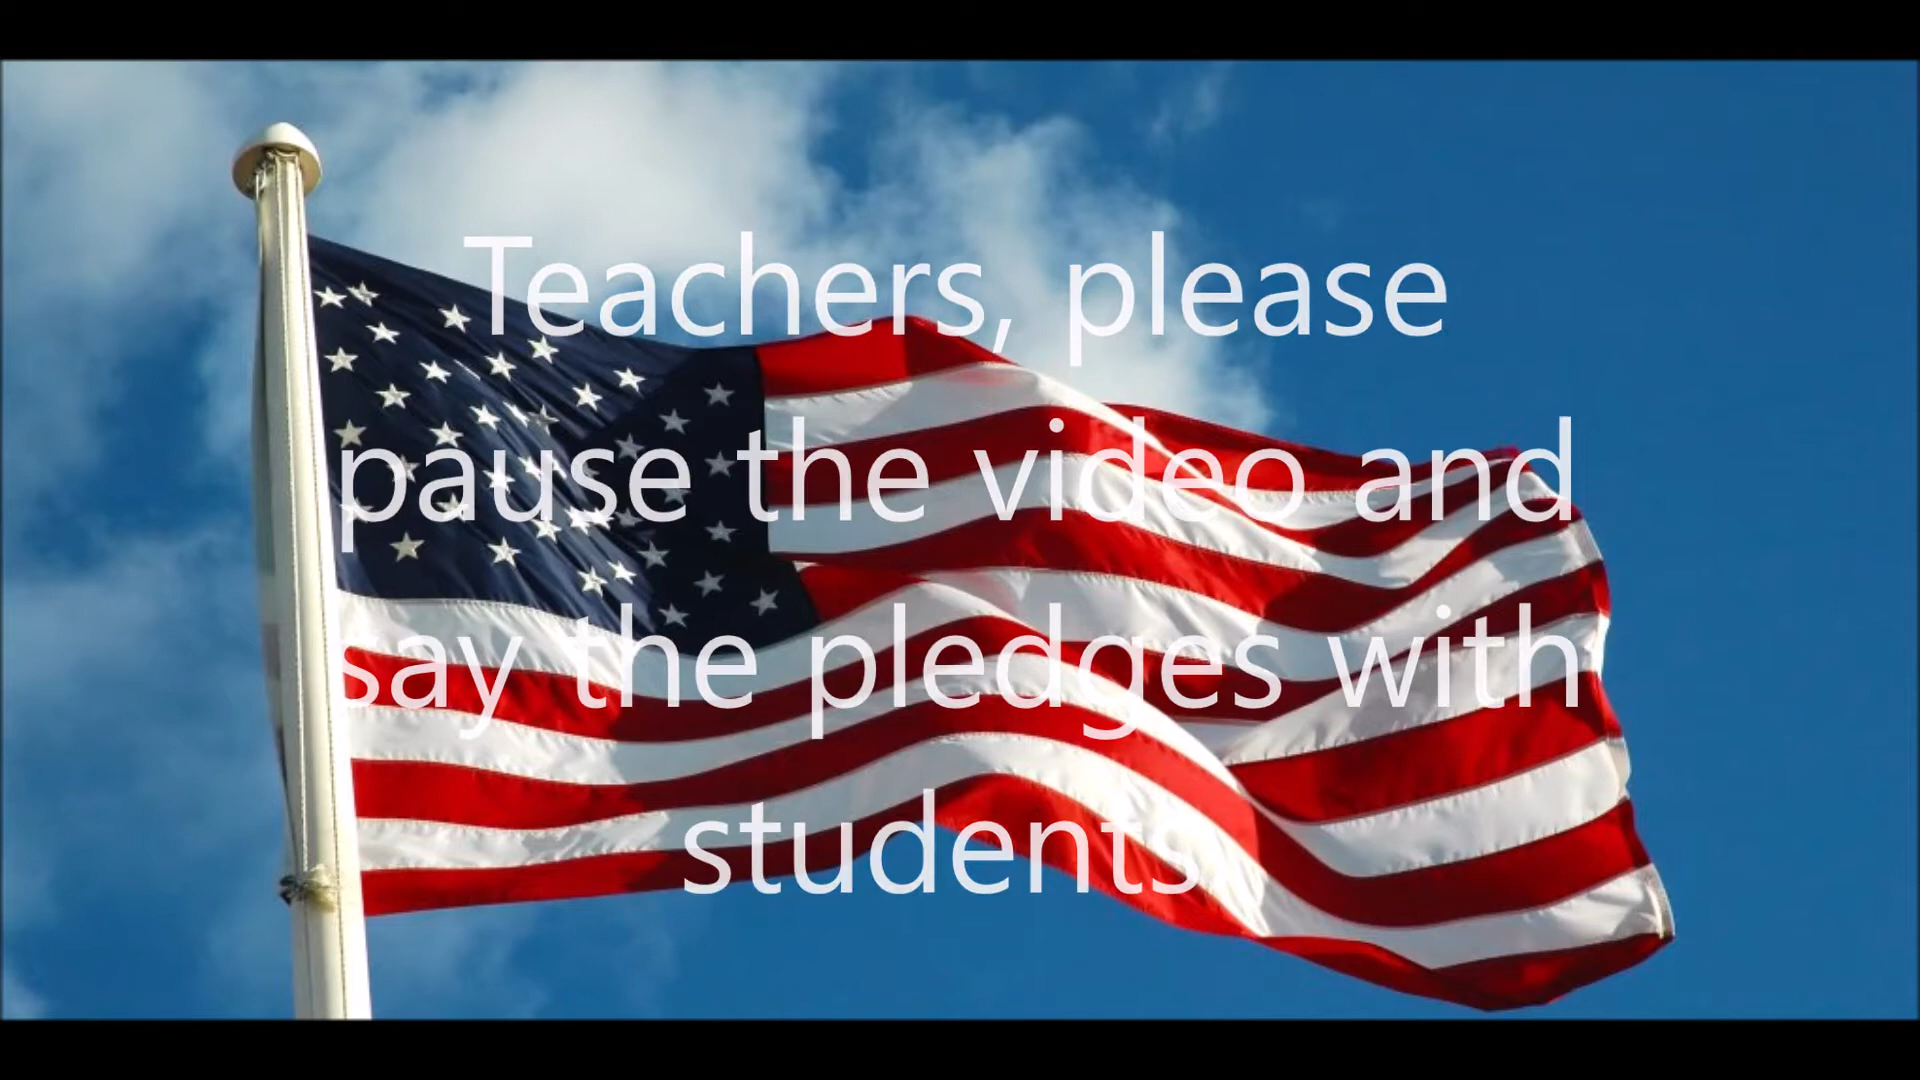 Teachers, please
pause the video and
say the pledges with
students.